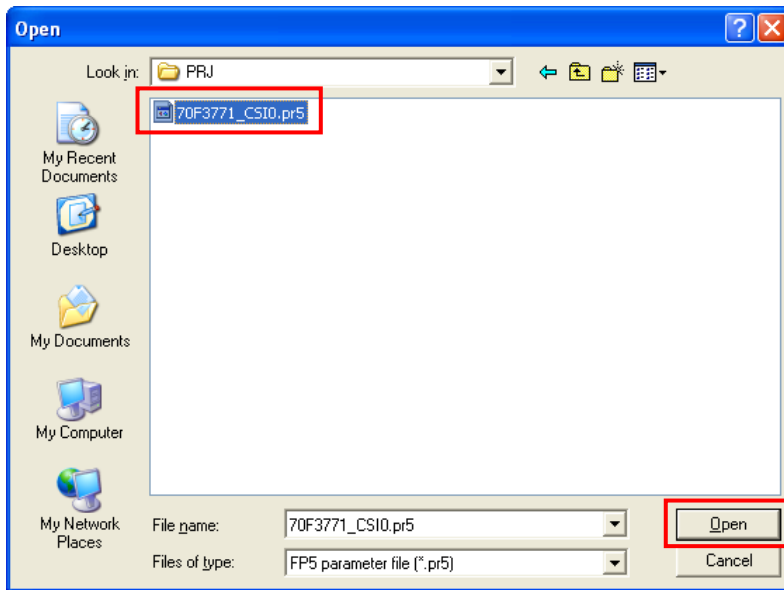 Open
Look in:
PRJ
70F3771_CSI0.pr5
My Recent
Documents
Desktop
My Documents
My Computer
My Network
Places
File name:
70F3771_CSI0.pr5
Open
Files of type:
FP5 parameter file (*.pr5)
Cancel